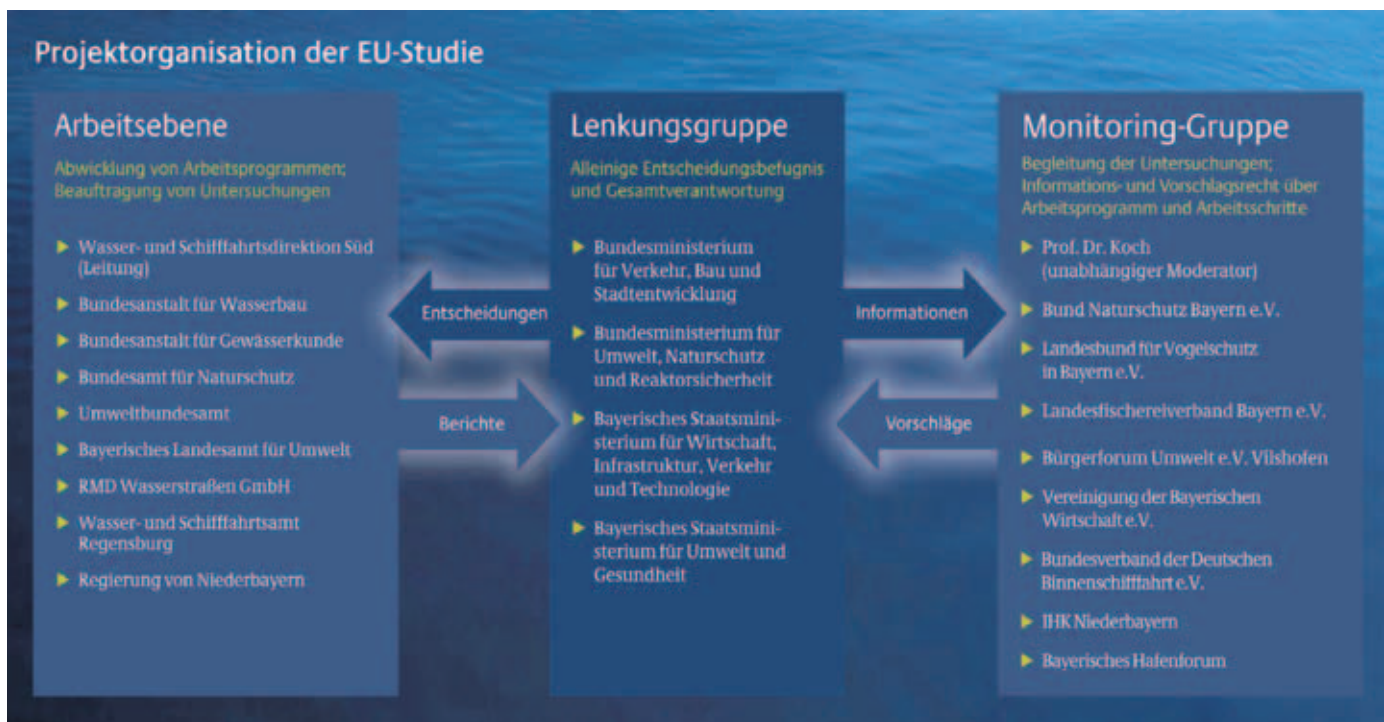 Projektorganisation der EU-Studie
Arbeitsebene
Abwicklung von Arbeitsprogrammen;
Beauftragung von Untersuchungen
Wasser- und Schifffahrtsdirektion Süd
(Leitung)
Bundesanstalt für Wasserbau
Bundesanstalt für Gewässerkunde
Bundesamt für Naturschutz
Umweltbundesamt
Bayerisches Landesamt für Umwelt
RMD Wasserstraßen GmbH
Wasser- und Schifffahrtsamt
Regensburg
Regierung von Niederbayern
Entscheidungen
Berichte
Lenkungsgruppe
Alleinige Entscheidungsbefugnis
und Gesamtverantwortung
Bundesministerium
für Verkehr, Bau und
Stadtentwicklung
Bundesministerium für
Umwelt, Naturschutz
und Reaktorsicherheit
Bayerisches Staatsmini-
sterium für Wirtschaft,
Infrastruktur, Verkehr
und Technologie
Bayerisches Staatsmini-
sterium für Umwelt und
Gesundheit
Informationen
Vorschläge
Monitoring-Gruppe
Begleitung der Untersuchungen;
Informations- und Vorschlagsrecht über
Arbeitsprogramm und Arbeitsschritte
Prof. Dr. Koch
(unabhängiger Moderator)
Bund Naturschutz Bayern e.V.
Landesbund für Vogelschutz
in Bayern e.V.
Landesfischereiverband Bayern e.V.
Bürgerforum Umwelt e.V. Vilshofen
Vereinigung der Bayerischen
Wirtschaft e.V.
Bundesverband der Deutschen
Binnenschifffahrt e.V.
IHK Niederbayern
Bayerisches Hafenforum